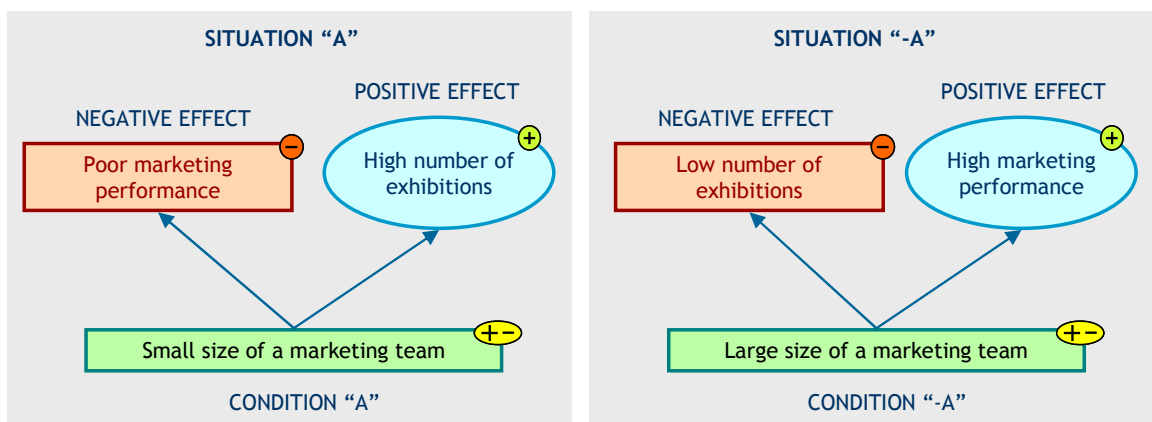 SITUATION “A”
POSITIVE EFFECT
NEGATIVE EFFECT
+
−
Poor marketing
performance
High number of
exhibitions
+−
Small size of a marketing team
CONDITION “A”
SITUATION “-A”
POSITIVE EFFECT
NEGATIVE EFFECT
+
−
Low number of
exhibitions
High marketing
performance
+−
Large size of a marketing team
CONDITION “-A”